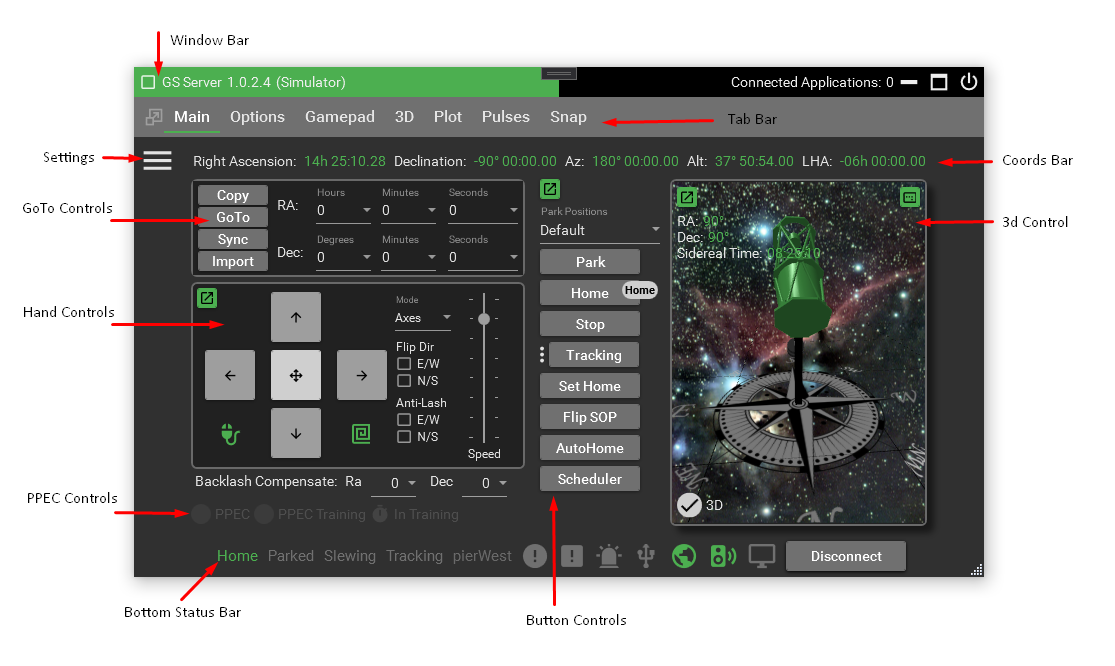 Window Bar
GS Server 1.0.2.4 (Simulator)
Connected Applications: 0
Main Options Gamepad 3D Plot Pulses Snap
Tab Bar
Settings
Right Ascension: 14h 25:10.28 Declination: -90° 00:00.00 Az: 180° 00:00.00 Alt: 37° 50:54.00 LHA: -06h 00:00.00
Coords Bar
GoTo Controls
Copy
GoTo
Sync
Import
Hours Minutes Seconds
RA: 0 0 0
Degrees Minutes Seconds
Dec: 0 0 0
Park Positions
Default
Park
Home
Home
Stop
Tracking
Set Home
Flip SOP
AutoHome
Scheduler
RA: 90°
Dec: 90°
Sidereal Time: 08:25:10
3D
3d Control
Hand Controls
Mode
Axes
Flip Dir
E/W
N/S
Anti-Lash
E/W
N/S
Speed
Backlash Compensate: Ra 0 Dec 0
PPEC Controls
PPEC PPEC Training In Training
Home Parked Slewing Tracking pierWest
Disconnect
Bottom Status Bar
Button Controls